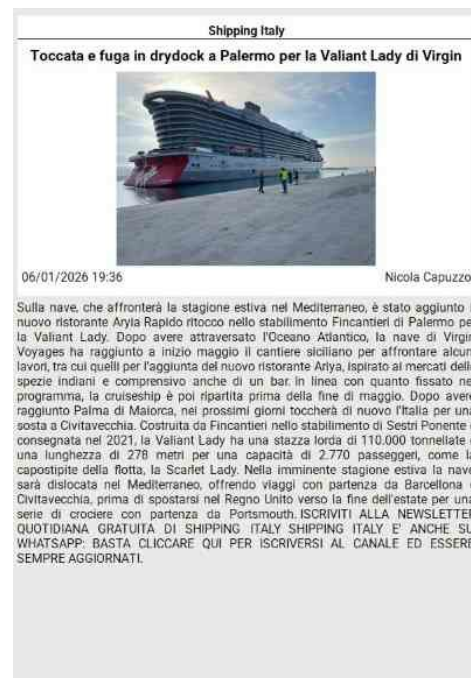 Shipping Italy
Toccata e fuga in drydock a Palermo per la Valiant Lady di Virgin
06/01/2026 19:36
Nicola Capuzzo
Sulla nave, che affronterà la stagione estiva nel Mediterraneo, è stato aggiunto
nuovo ristorante Aryia Rapido ritocco nello stabilimento Fincantieri di Palermo pe
la Valiant Lady. Dopo avere attraversato l'Oceano Atlantico, la nave di Virgin
Voyages ha raggiunto a inizio maggio il cantiere siciliano per affrontare alcun
lavori, tra cui quelli per l'aggiunta del nuovo ristorante Ariya, ispirato ai mercati delle
spezie indiani e comprensivo anche di un bar. In linea con quanto fissato ne
programma, la cruiseship è poi ripartita prima della fine di maggio. Dopo avere
raggiunto Palma di Maiorca, nei prossimi giorni toccherà di nuovo l'Italia per una
sosta a Civitavecchia. Costruita da Fincantieri nello stabilimento di Sestri Ponente
consegnata nel 2021, la Valiant Lady ha una stazza lorda di 110.000 tonnellate
una lunghezza di 278 metri per una capacità di 2.770 passeggeri, come la
capostipite della flotta, la Scarlet Lady. Nella imminente stagione estiva la nave
sarà dislocata nel Mediterraneo, offrendo viaggi con partenza da Barcellona
Civitavecchia, prima di spostarsi nel Regno Unito verso la fine dell'estate per una
serie di crociere con partenza da Portsmouth. ISCRIVITI ALLA NEWSLETTER
QUOTIDIANA GRATUITA DI SHIPPING ITALY SHIPPING ITALY E' ANCHE SU
WHATSAPP: BASTA CLICCARE QUI PER ISCRIVERSI AL CANALE ED ESSERE
SEMPRE AGGIORNATI.